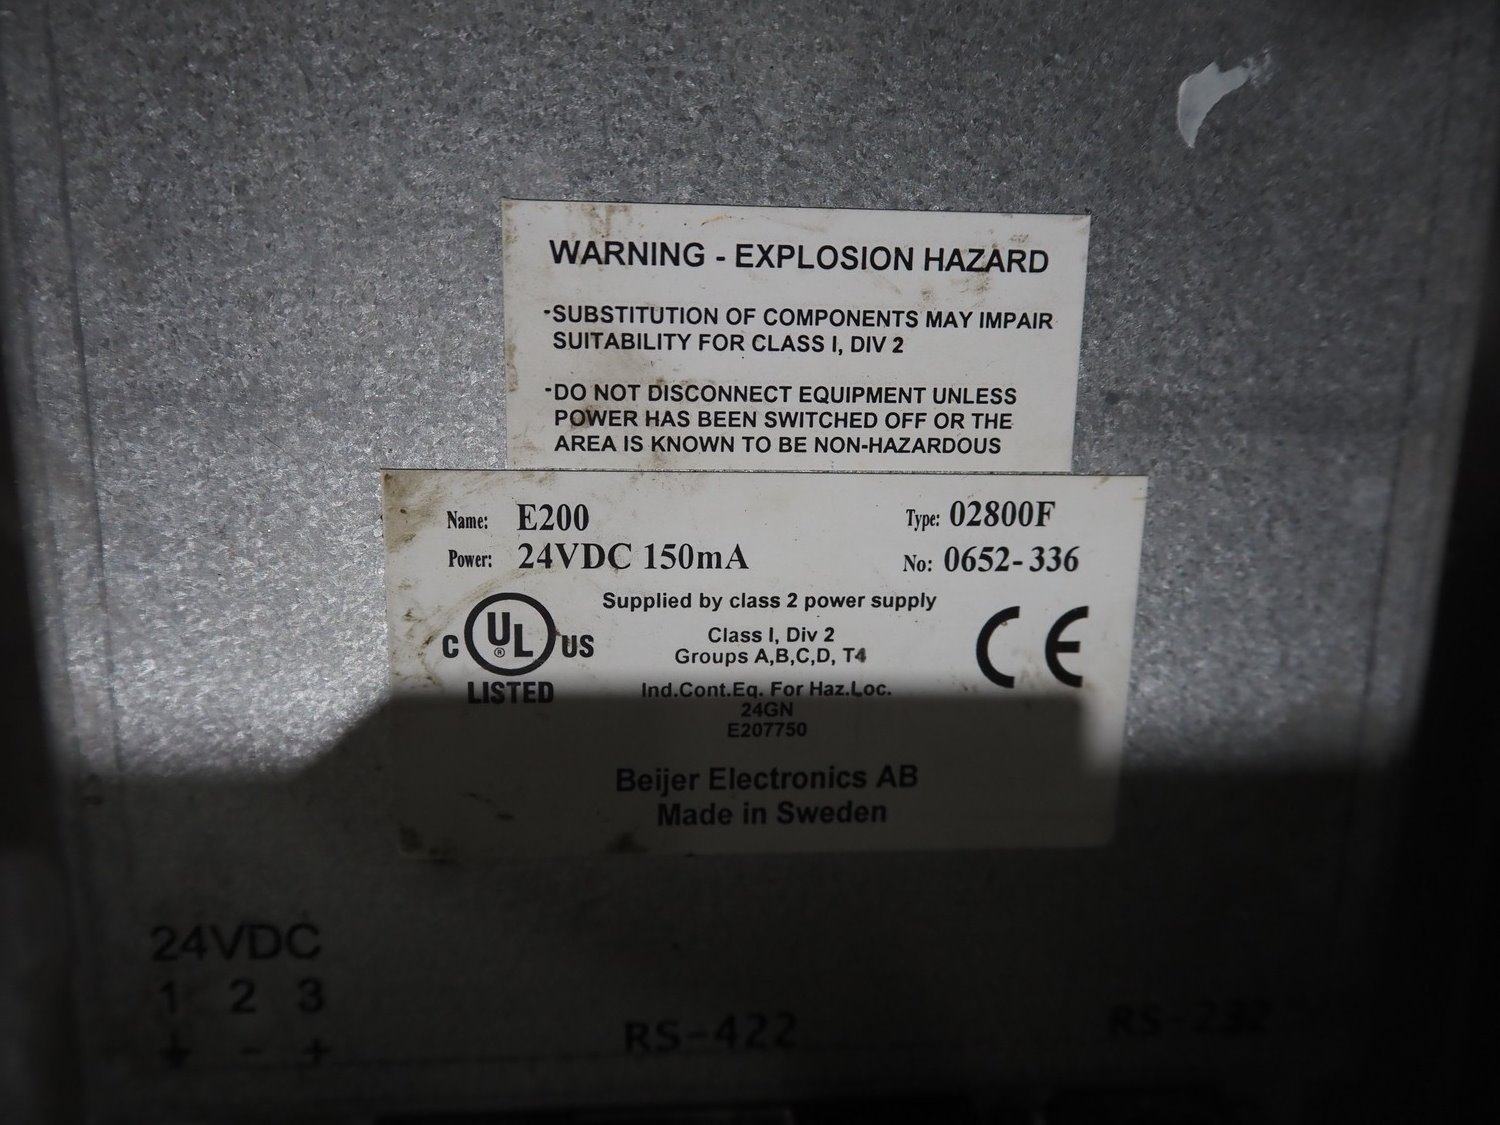 WARNING - EXPLOSION HAZARD
-SUBSTITUTION OF COMPONENTS MAY IMPAIR
SUITABILITY FOR CLASS I, DIV 2
-DO NOT DISCONNECT EQUIPMENT UNLESS
POWER HAS BEEN SWITCHED OFF OR THE
AREA IS KNOWN TO BE NON-HAZARDOUS
Name: E200 Type: 02800F
Power: 24VDC 150mA No: 0652-336
Supplied by class 2 power supply
Class I, Div 2
Groups A,B,C,D, T4
C UL ® US
LISTED
CE
Ind.Cont.Eq. For Haz.Loc.
24GN
E207750
Beijer Electronics AB
Made in Sweden
24VDC
1 2 3
- +
RS-422 RS-232